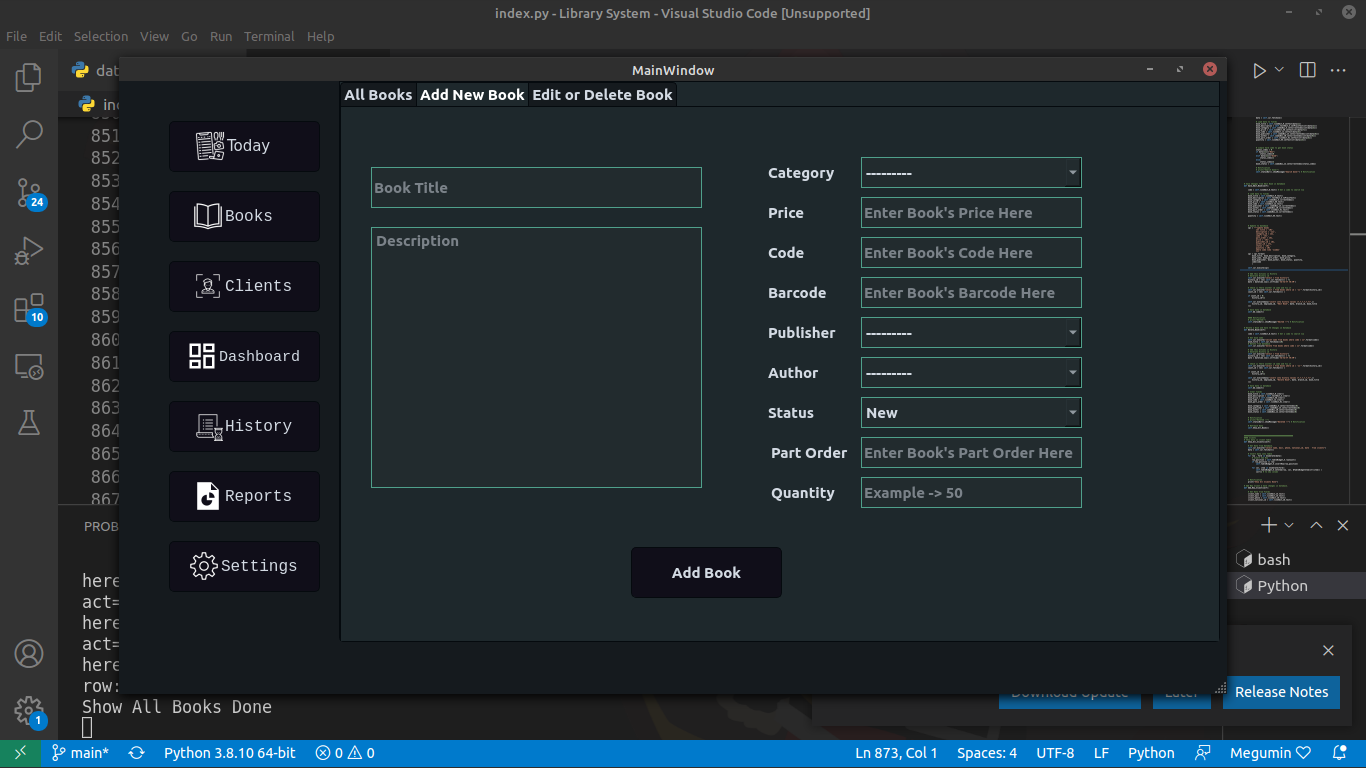 index.py - Library System - Visual Studio Code [Unsupported]
File Edit Selection View Go Run Terminal Help
dat
MainWindow
All Books Add New Book Edit or Delete Book
Today
Books
Clients
Dashboard
History
Reports
Settings
Book Title
Description
Category ---------
Price Enter Book's Price Here
Code Enter Book's Code Here
Barcode Enter Book's Barcode Here
Publisher ---------
Author ---------
Status New
Part Order Enter Book's Part Order Here
Quantity Example -> 50
Add Book
851
852
853
854
855
856
857
858
859
860
861
862
863
864
865
866
867
PROB
here
act=
here
act=
here
row:
Show All Books Done
bash
Python
Download Update Later Release Notes
24
10
1
main* Python 3.8.10 64-bit 0 0 Ln 873, Col 1 Spaces: 4 UTF-8 LF Python Megumin